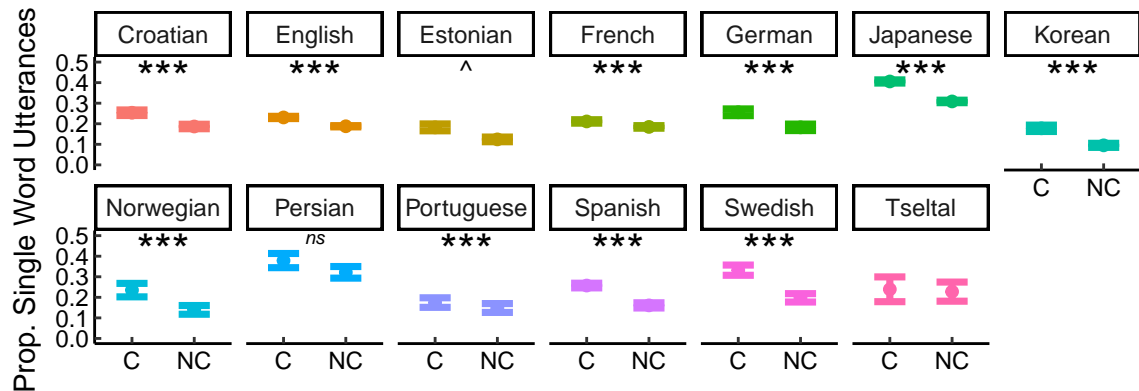 Prop. Single Word Utterances
Croatian English Estonian French German Japanese Korean
*** *** ^ *** *** *** ***
0.5
0.4
0.3
0.2
0.1
0.0
C NC
Norwegian Persian Portuguese Spanish Swedish Tseltal
*** ns *** *** ***
0.5
0.4
0.3
0.2
0.1
0.0
C NC C NC C NC C NC C NC C NC